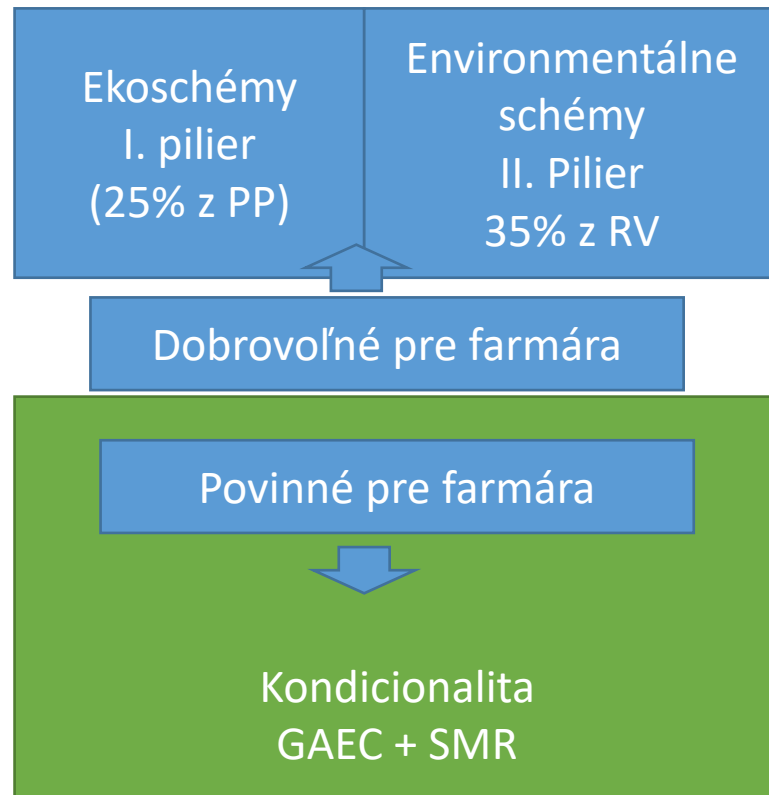 Ekoschémy
I. pilier
(25% z PP)
Environmentálne
schémy
II. Pilier
35% z RV
Dobrovoľné pre farmára
Povinné pre farmára
Kondicionalita
GAEC + SMR